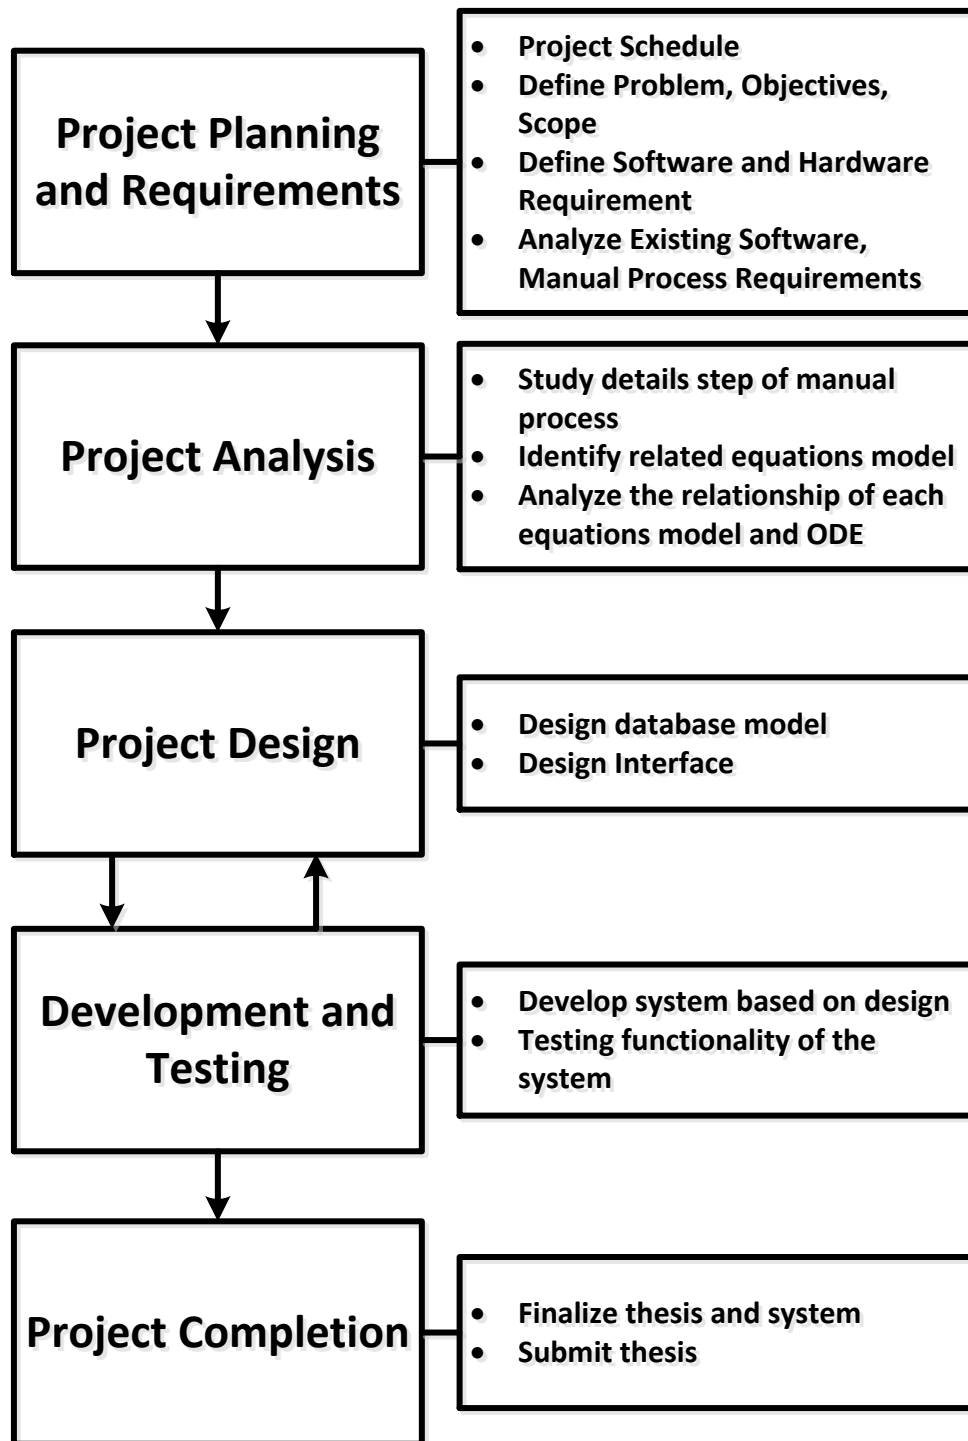 Project Planning
and Requirements
• Project Schedule
• Define Problem, Objectives,
Scope
• Define Software and Hardware
Requirement
• Analyze Existing Software,
Manual Process Requirements
Project Analysis
• Study details step of manual
process
• Identify related equations model
• Analyze the relationship of each
equations model and ODE
Project Design
• Design database model
• Design Interface
Development and
Testing
• Develop system based on design
• Testing functionality of the
system
Project Completion
• Finalize thesis and system
• Submit thesis